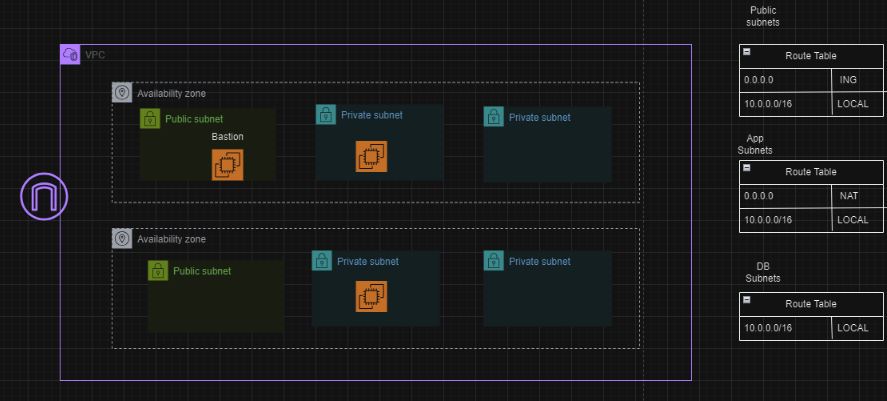 Public
subnets
VPC
Route Table
0.0.0.0 ING
10.0.0.0/16 LOCAL
Availability zone
Public subnet
Private subnet
Private subnet
Bastion
App
Subnets
Route Table
0.0.0.0 NAT
10.0.0.0/16 LOCAL
Availability zone
Public subnet
Private subnet
Private subnet
DB
Subnets
Route Table
10.0.0.0/16 LOCAL